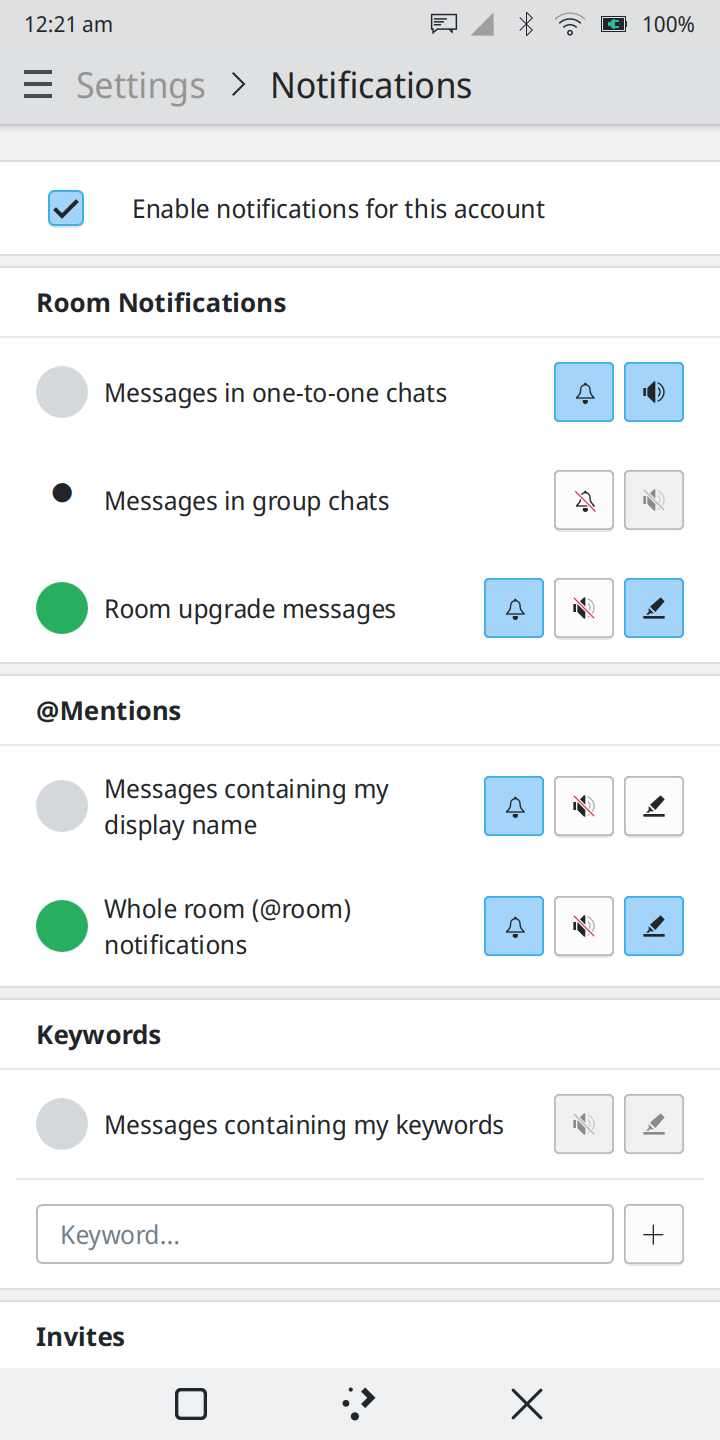 12:21 am 100%
Settings > Notifications
Enable notifications for this account
Room Notifications
Messages in one-to-one chats
Messages in group chats
Room upgrade messages
@Mentions
Messages containing my
display name
Whole room (@room)
notifications
Keywords
Messages containing my keywords
Keyword...
Invites